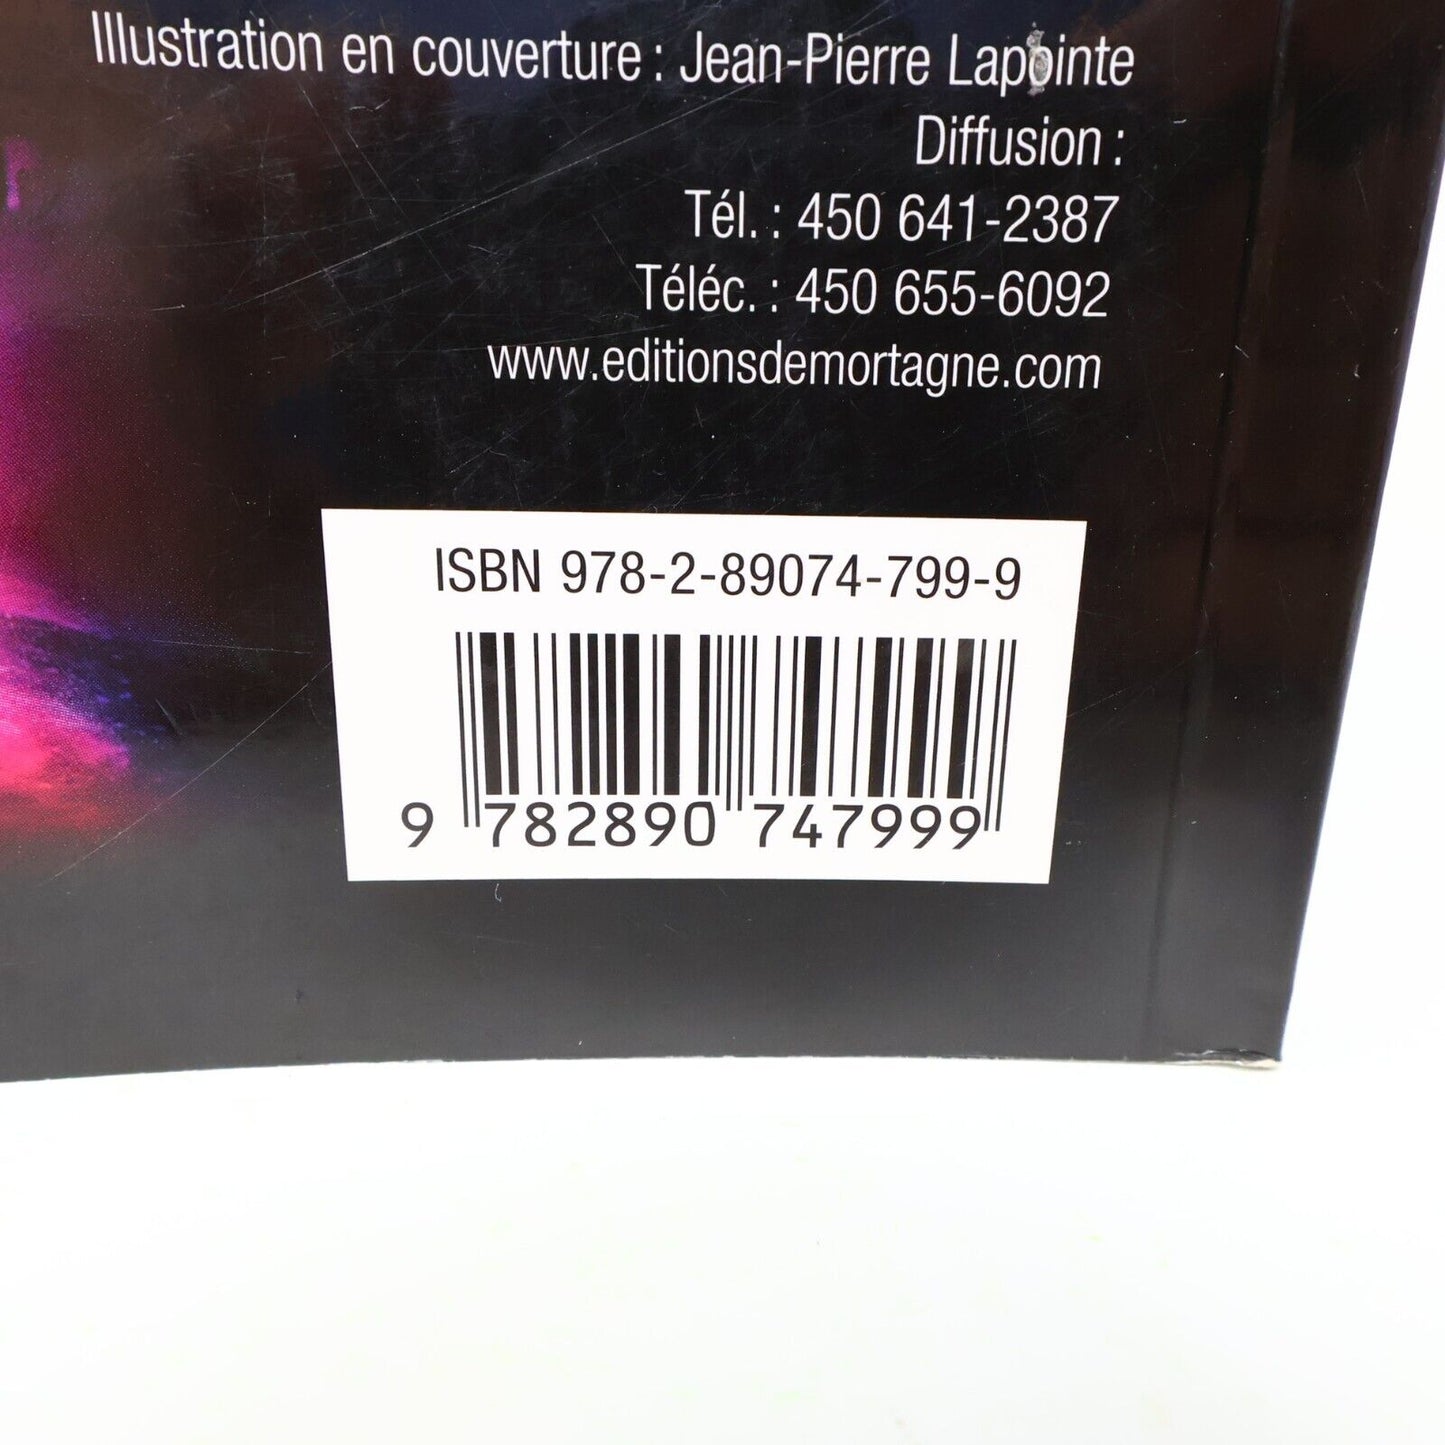 Illustration en couverture : Jean-Pierre Lapointe
Diffusion :
Tél. : 450 641-2387
Téléc. : 450 655-6092
www.editionsdemortagne.com
ISBN 978-2-89074-799-9
9 782890 747999